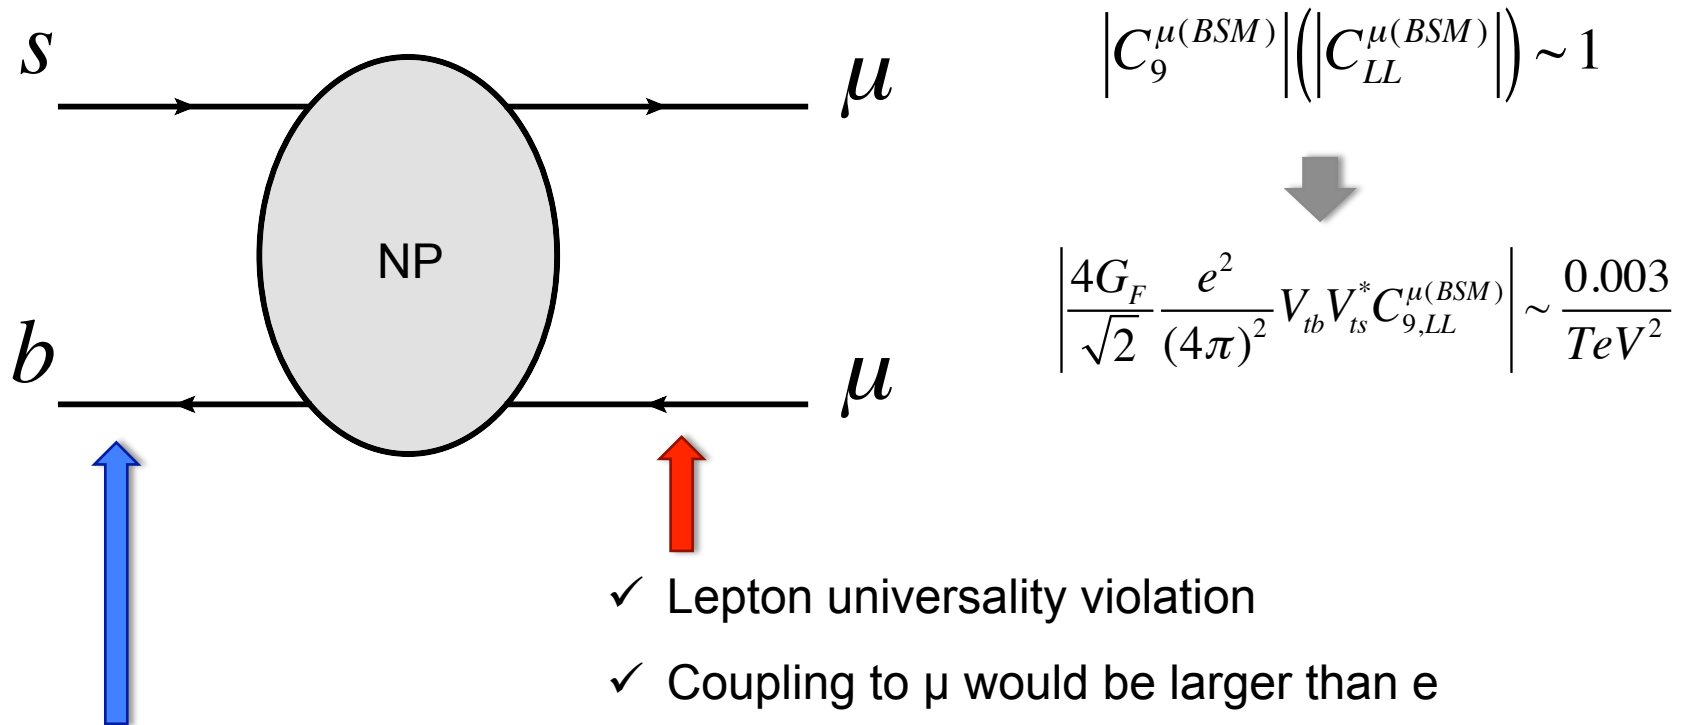 s
μ
|C_9^{μ(BSM)}|(|C_{LL}^{μ(BSM)}|) ~ 1
NP
|4G_F/√2 e^2/(4π)^2 V_{tb}V_{ts}^* C_{9,LL}^{μ(BSM)}| ~ 0.003/TeV^2
b
μ
✓ Lepton universality violation
✓ Coupling to μ would be larger than e